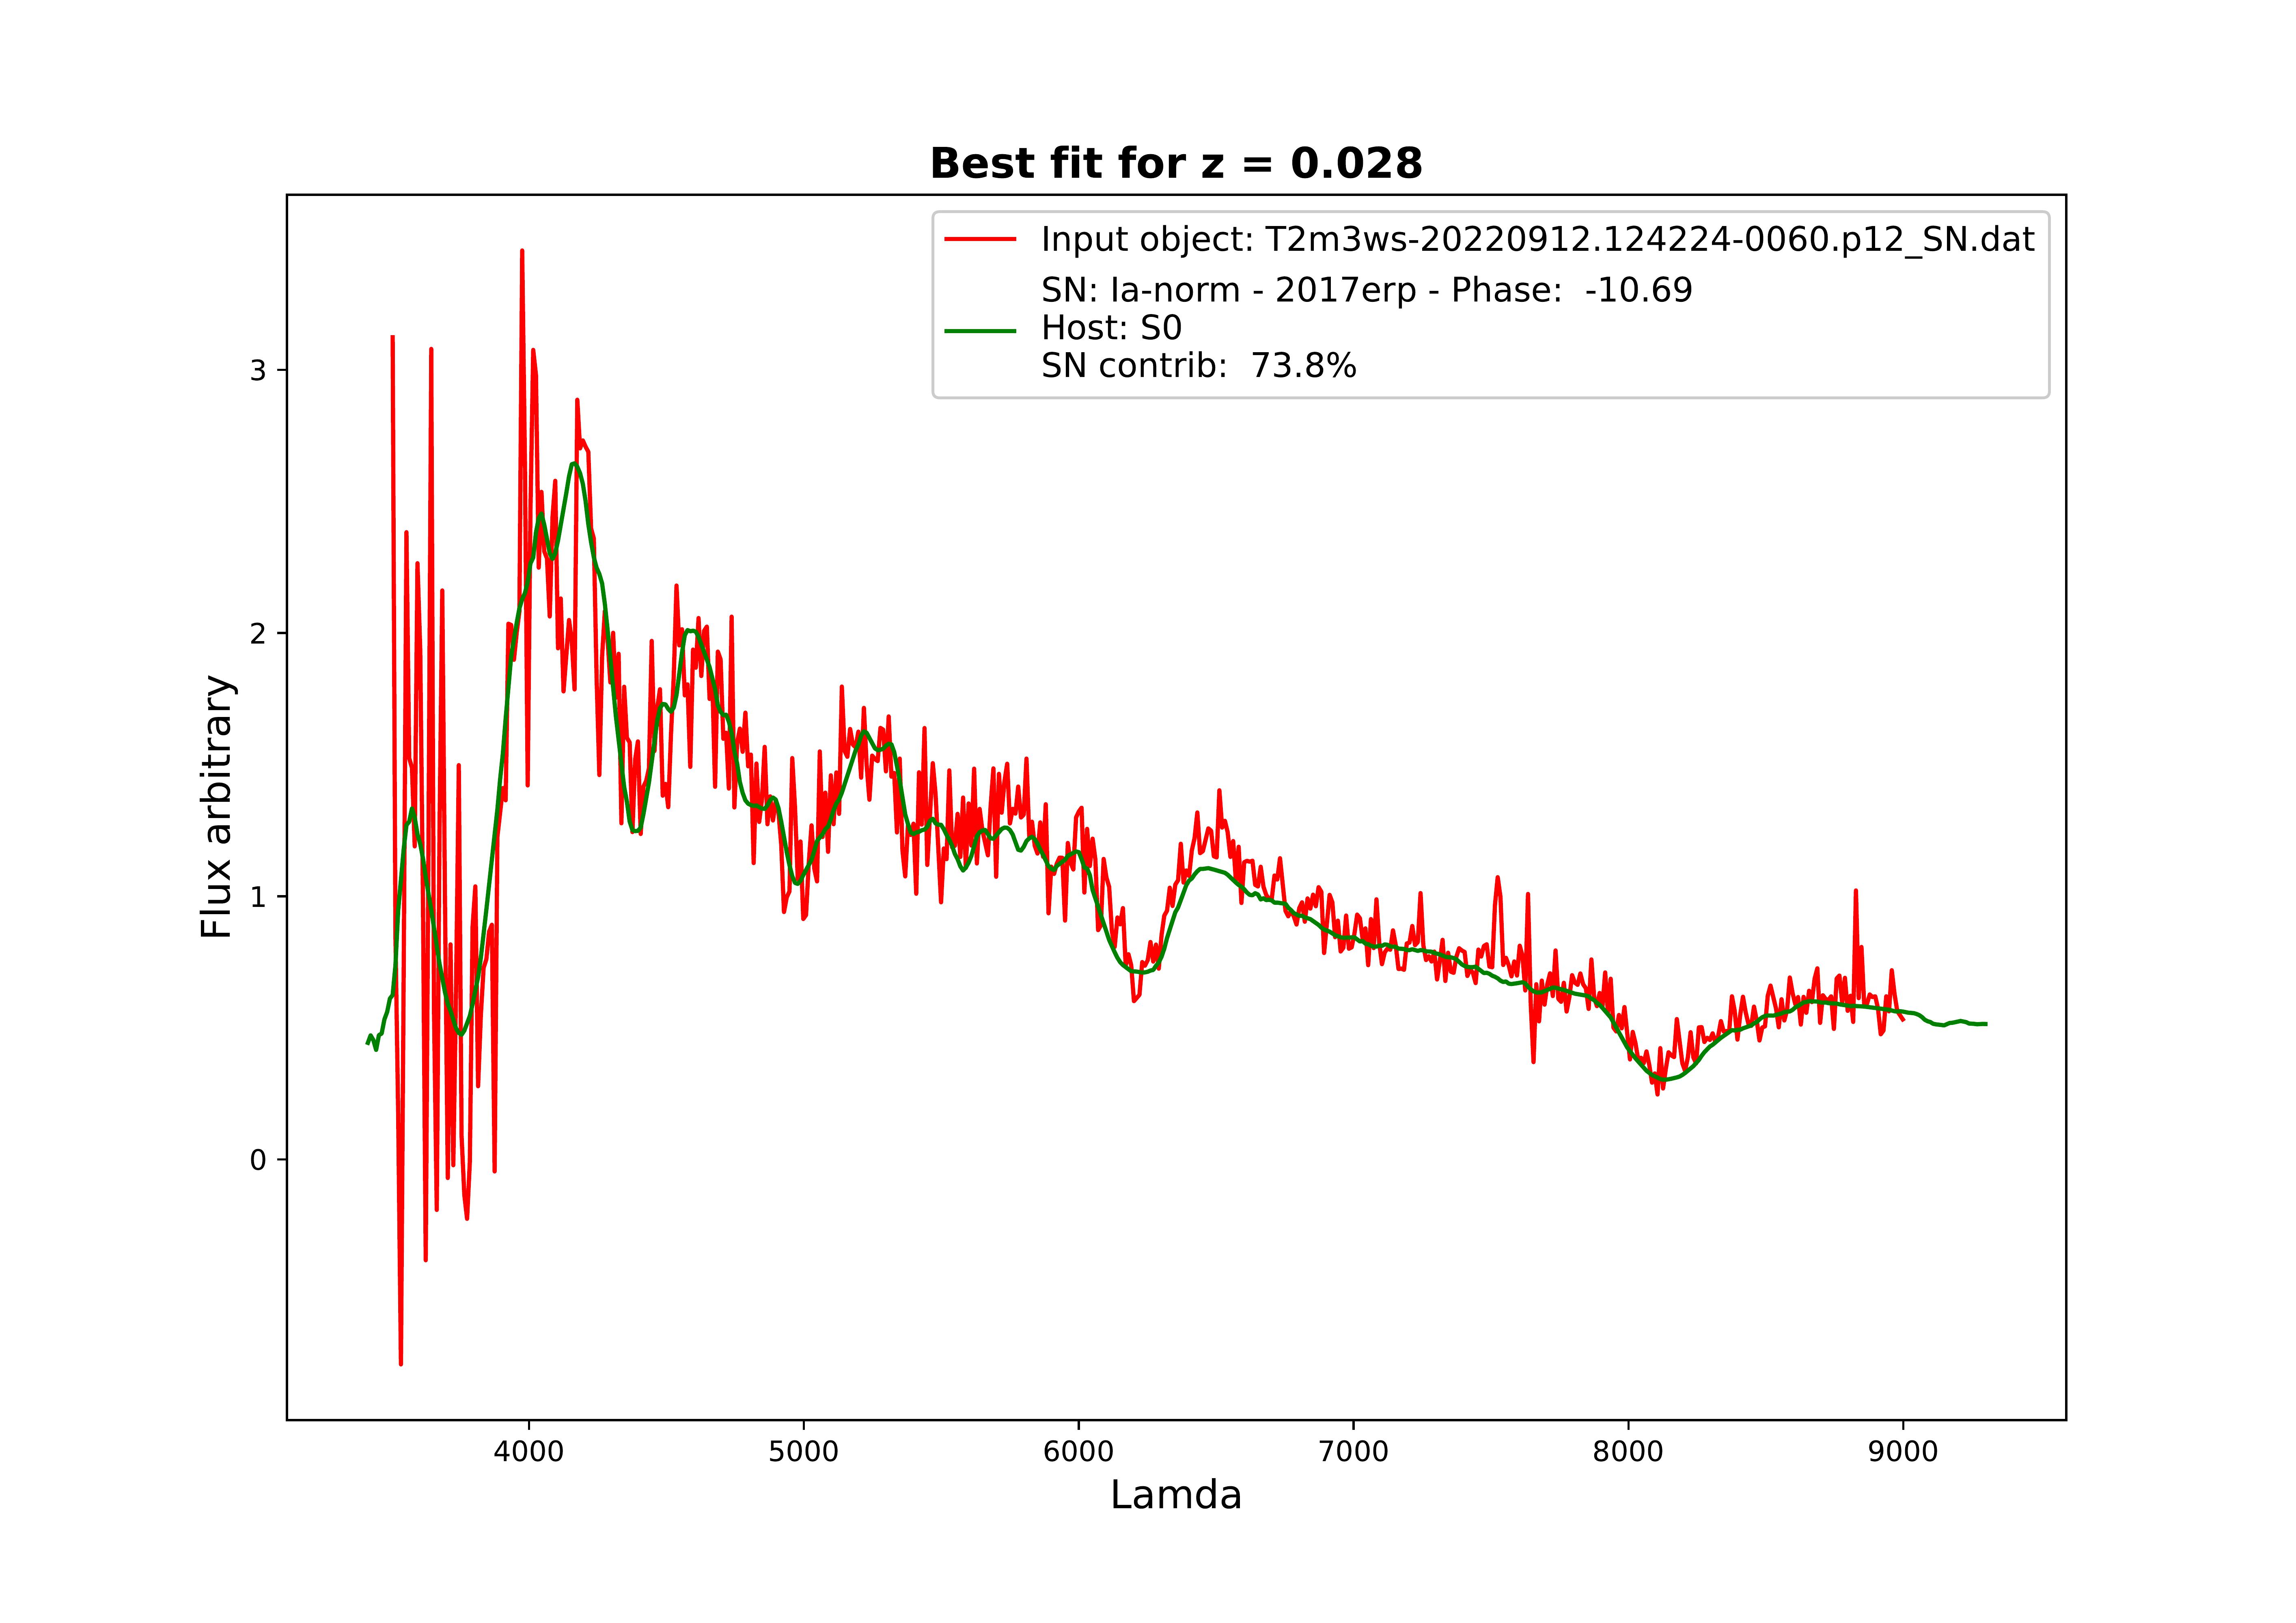 Best fit for z = 0.028
Input object: T2m3ws-20220912.124224-0060.p12_SN.dat
SN: Ia-norm - 2017erp - Phase: -10.69
Host: S0
SN contrib: 73.8%
Flux arbitrary
3
2
1
0
4000 5000 6000 7000 8000 9000
Lamda